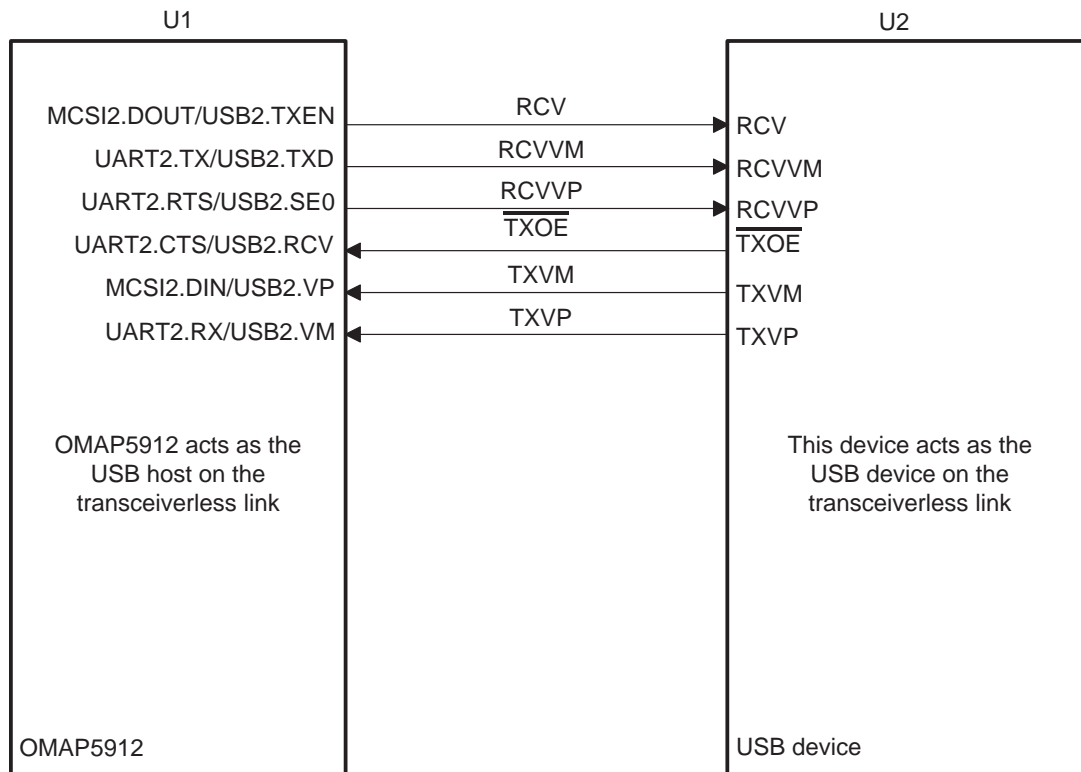 U1
U2
MCSI2.DOUT/USB2.TXEN
RCV
RCV
UART2.TX/USB2.TXD
RCVVM
RCVVM
UART2.RTS/USB2.SE0
RCVVP
RCVVP
UART2.CTS/USB2.RCV
TXOE
TXOE
MCSI2.DIN/USB2.VP
TXVM
TXVM
UART2.RX/USB2.VM
TXVP
TXVP
OMAP5912 acts as the
USB host on the
transceiverless link
This device acts as the
USB device on the
transceiverless link
OMAP5912
USB device